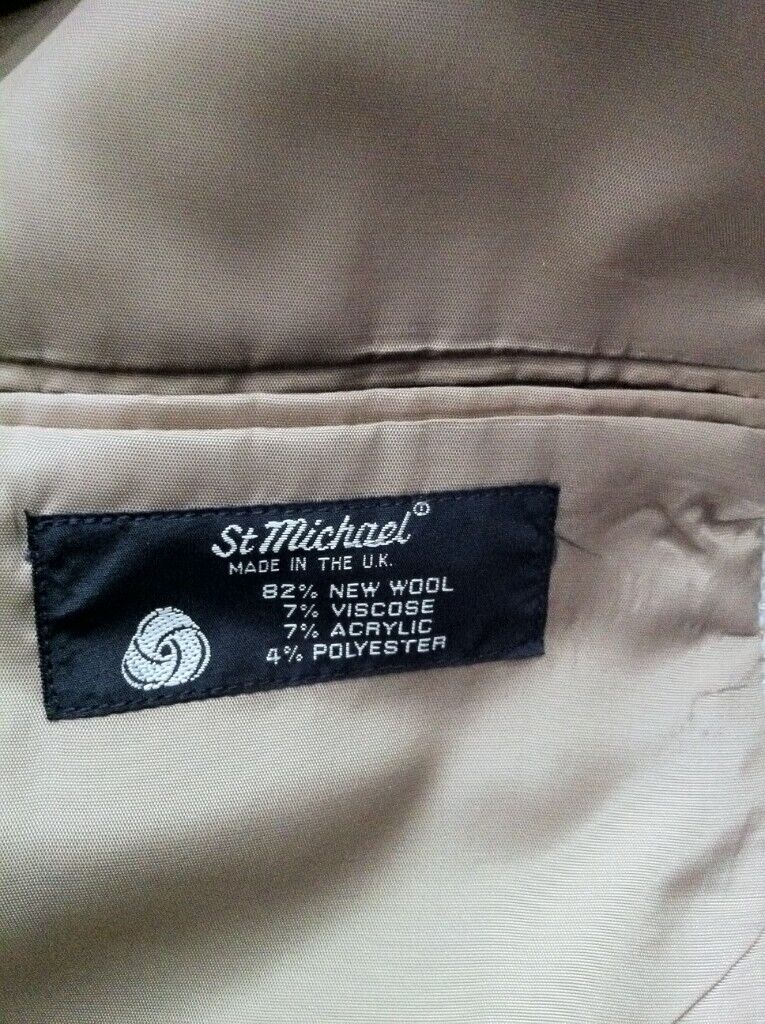 St Michael®
MADE IN THE U.K.
82% NEW WOOL
7% VISCOSE
7% ACRYLIC
4% POLYESTER